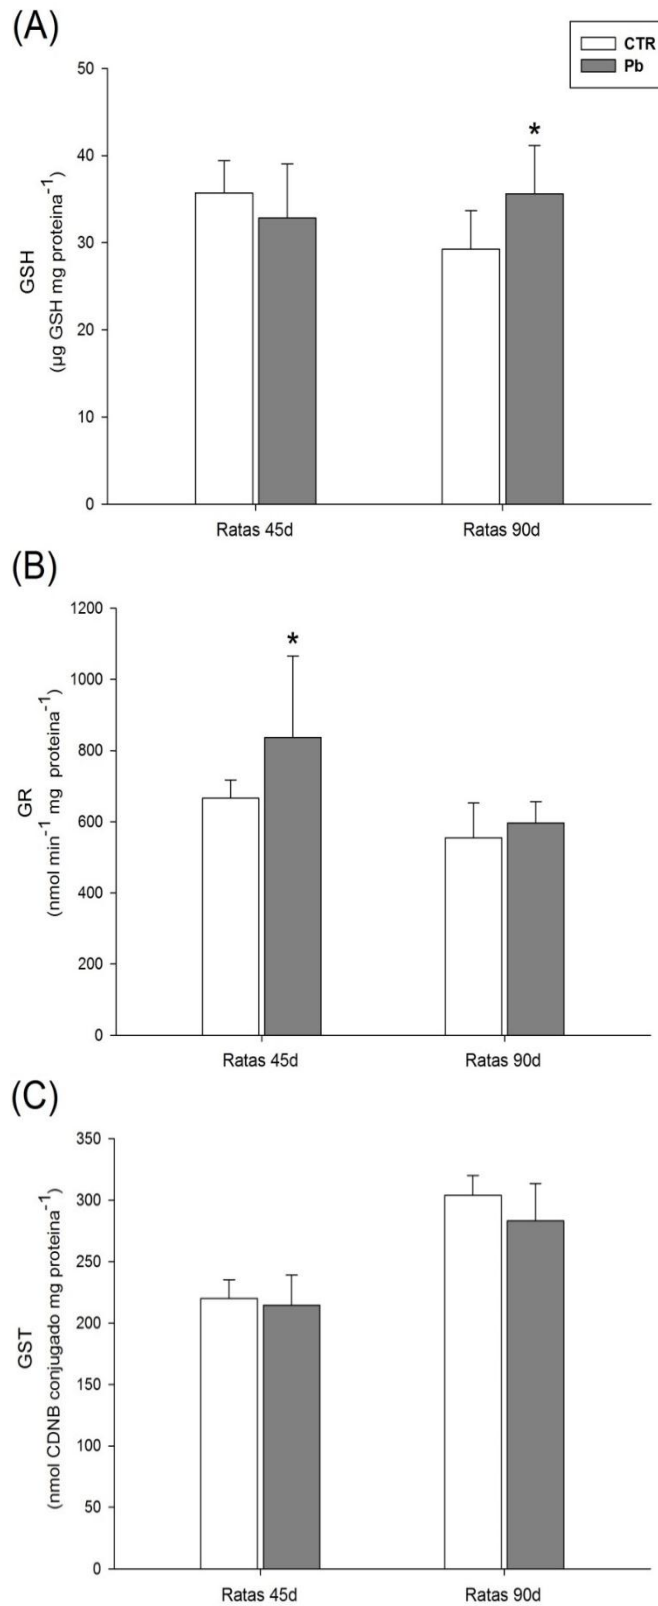 (A)
CTR
Pb
50
40
30
20
10
0
GSH
(µg GSH mg proteina⁻¹)
*
Ratas 45d
Ratas 90d
(B)
1200
1000
800
600
400
200
0
GR
(nmol min⁻¹ mg proteina⁻¹)
*
Ratas 45d
Ratas 90d
(C)
350
300
250
200
150
100
50
0
GST
(nmol CDNB conjugado mg proteina⁻¹)
Ratas 45d
Ratas 90d